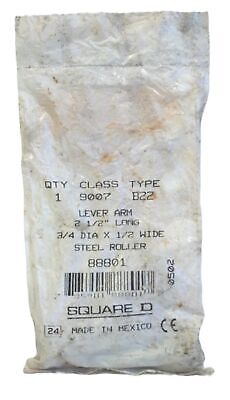 QTY CLASS TYPE
1 9007 B22
LEVER ARM
2 1/2" LONG
3/4 DIA X 1/2 WIDE
STEEL ROLLER
88801
0502
SQUARE D
24 MADE IN MEXICO CE